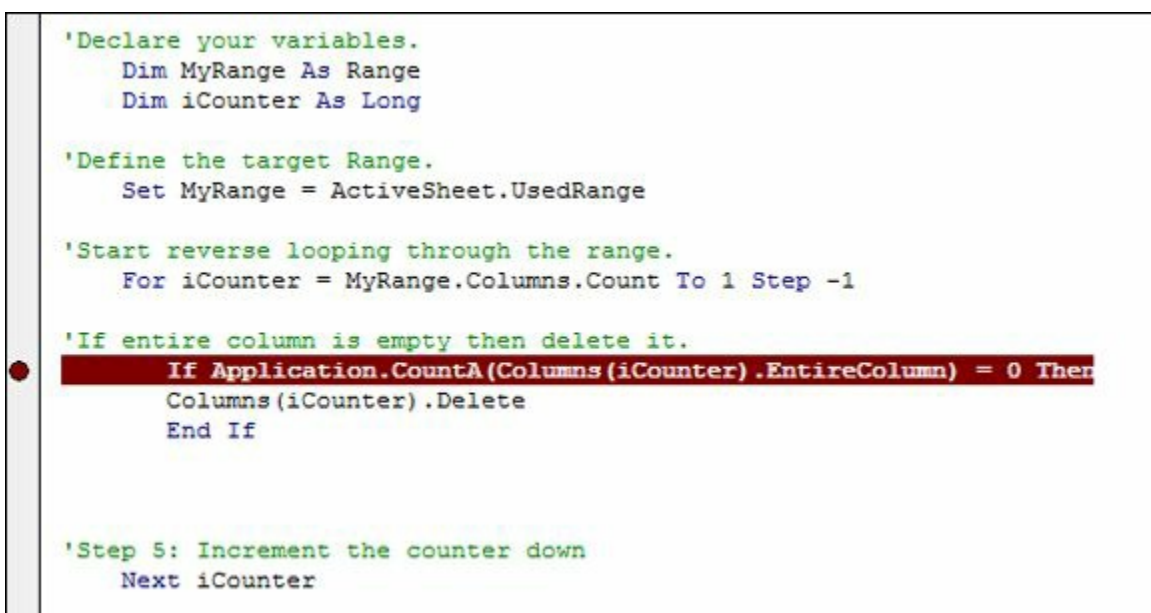 'Declare your variables.
Dim MyRange As Range
Dim iCounter As Long
'Define the target Range.
Set MyRange = ActiveSheet.UsedRange
'Start reverse looping through the range.
For iCounter = MyRange.Columns.Count To 1 Step -1
'If entire column is empty then delete it.
If Application.CountA(Columns(iCounter).EntireColumn) = 0 Then
Columns(iCounter).Delete
End If
'Step 5: Increment the counter down
Next iCounter